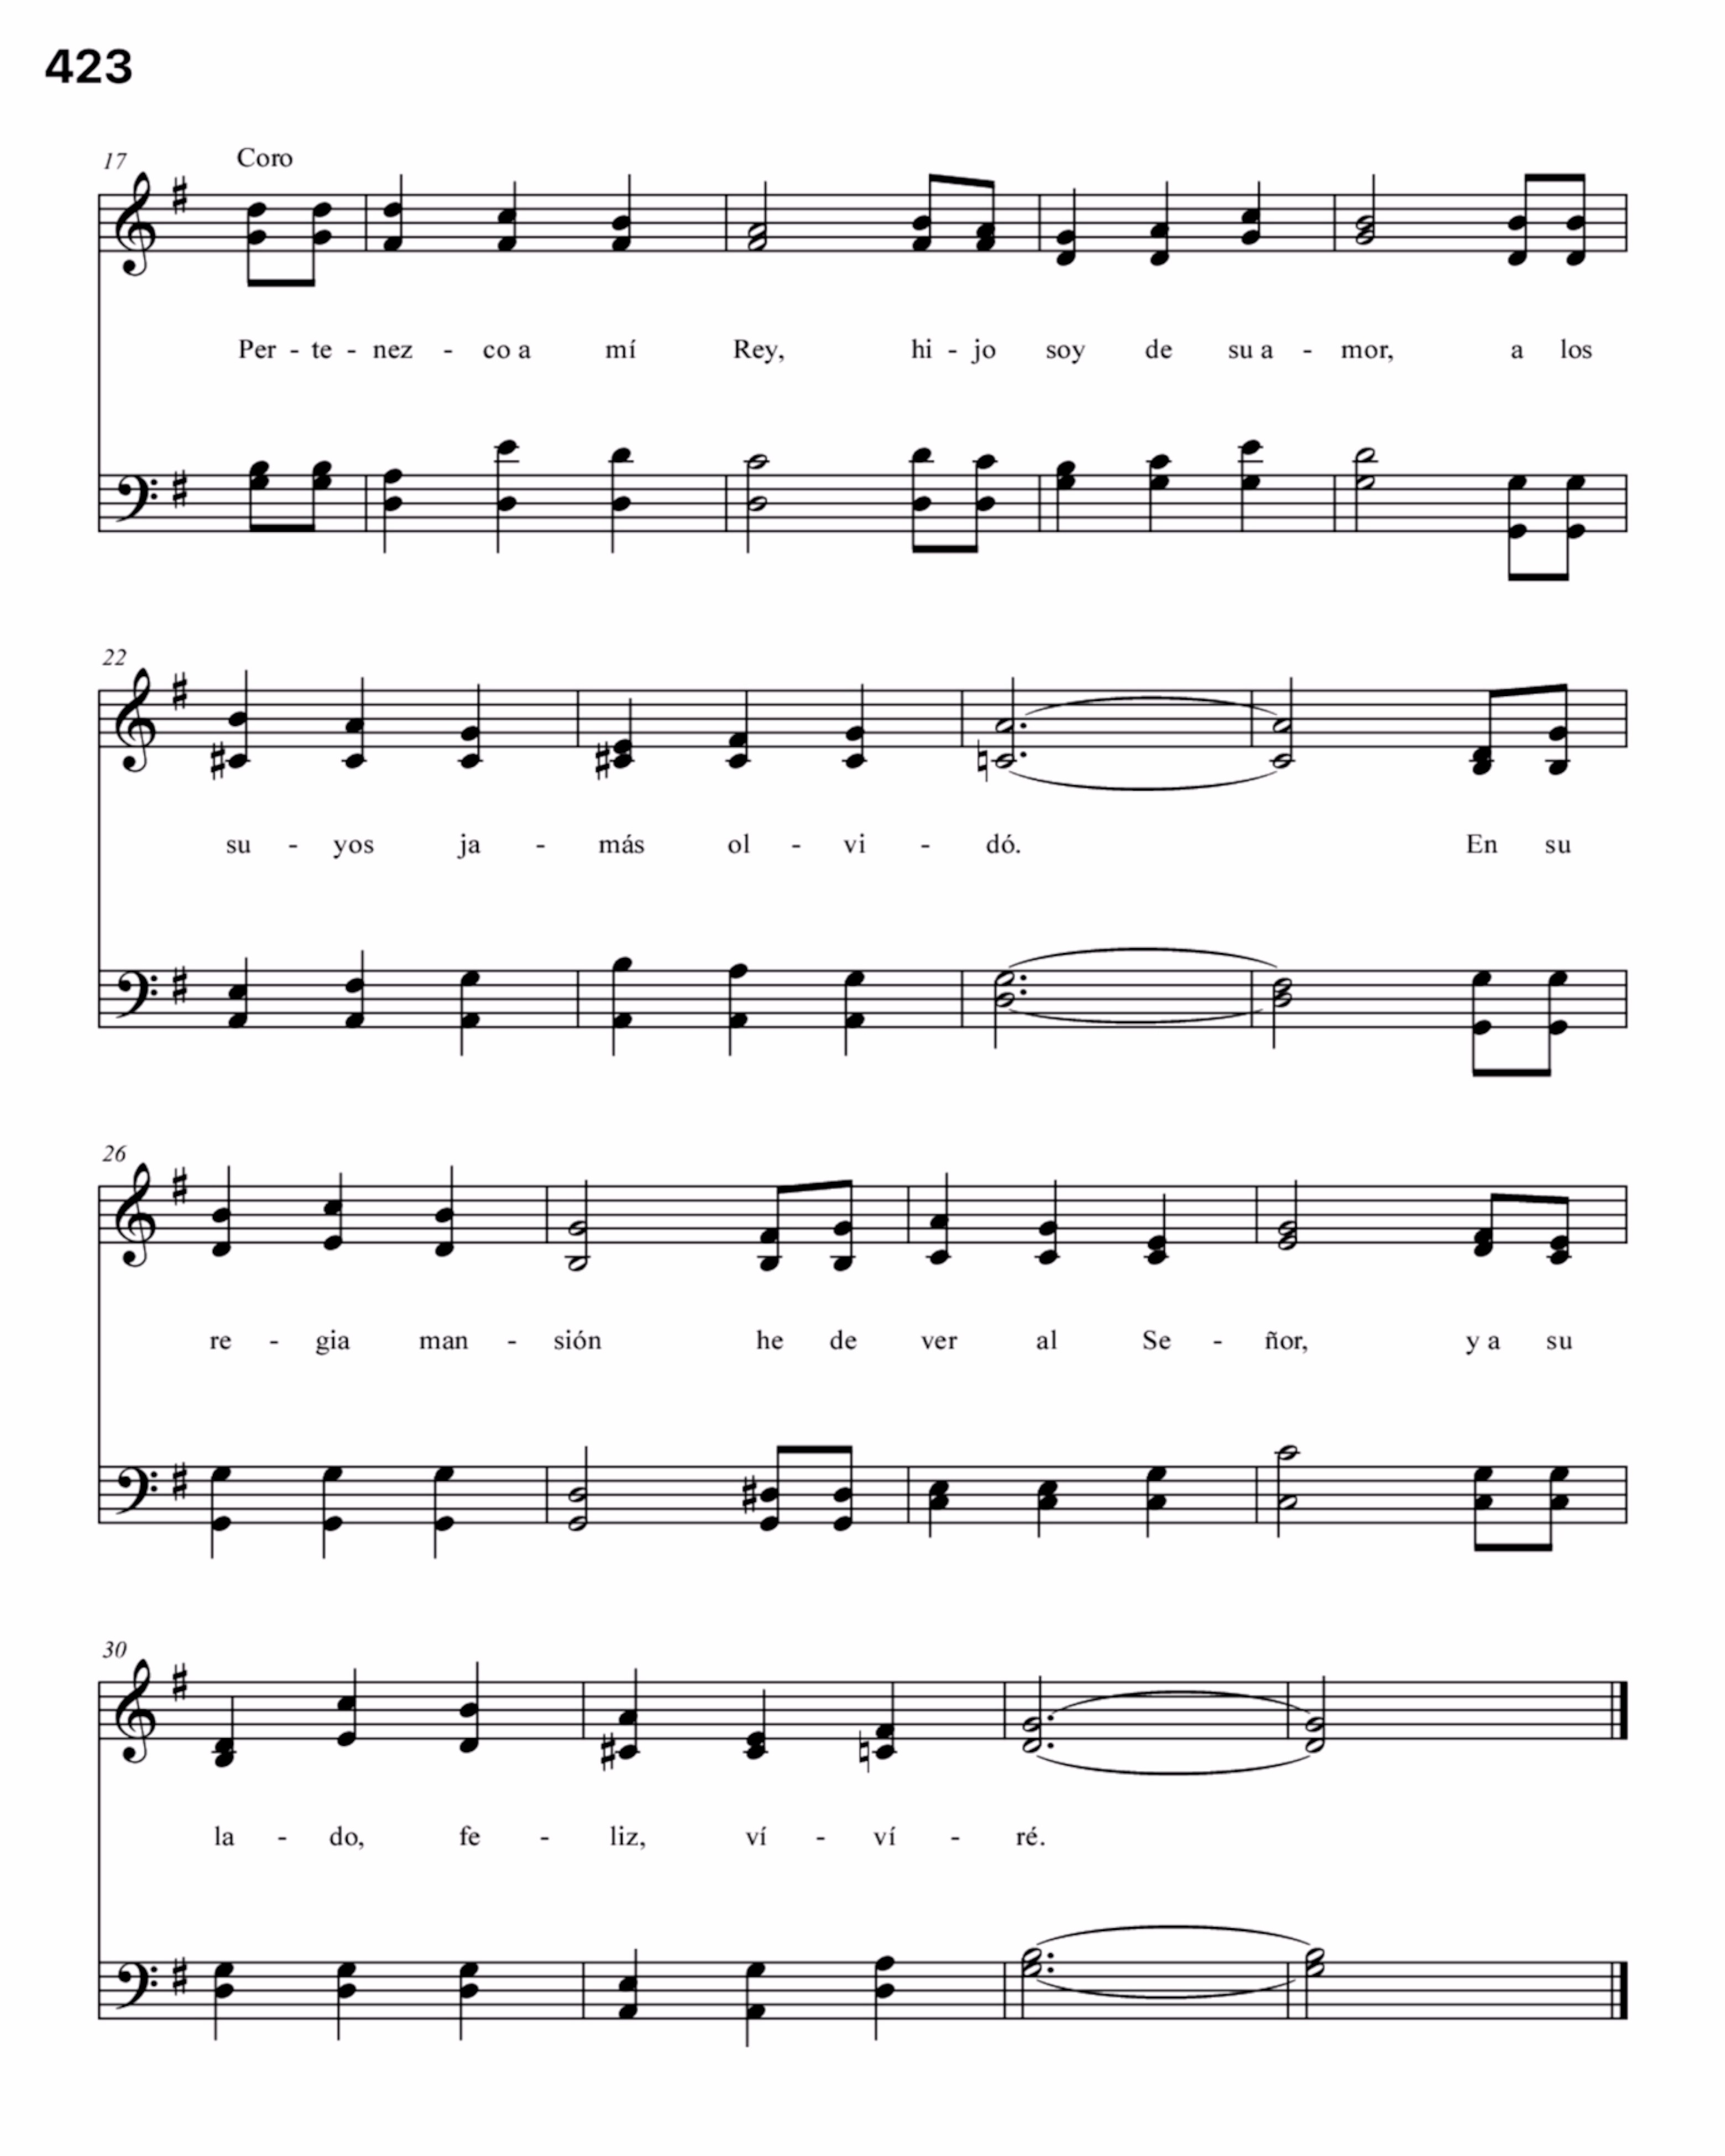 423
17
Coro
Per - te - nez - co a mí Rey, hi - jo soy de su a - mor, a los
22
su - yos ja - más ol - vi - dó. En su
26
re - gia man - sión he de ver al Se - ñor, y a su
30
la - do, fe - liz, ví - ví - ré.